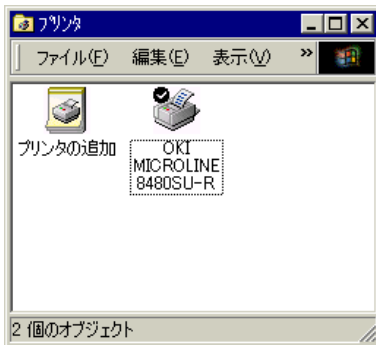 プリンタ
ファイル(F) 編集(E) 表示(V) »
プリンタの追加
OKI
MICROLINE
8480SU-R
2 個のオブジェクト